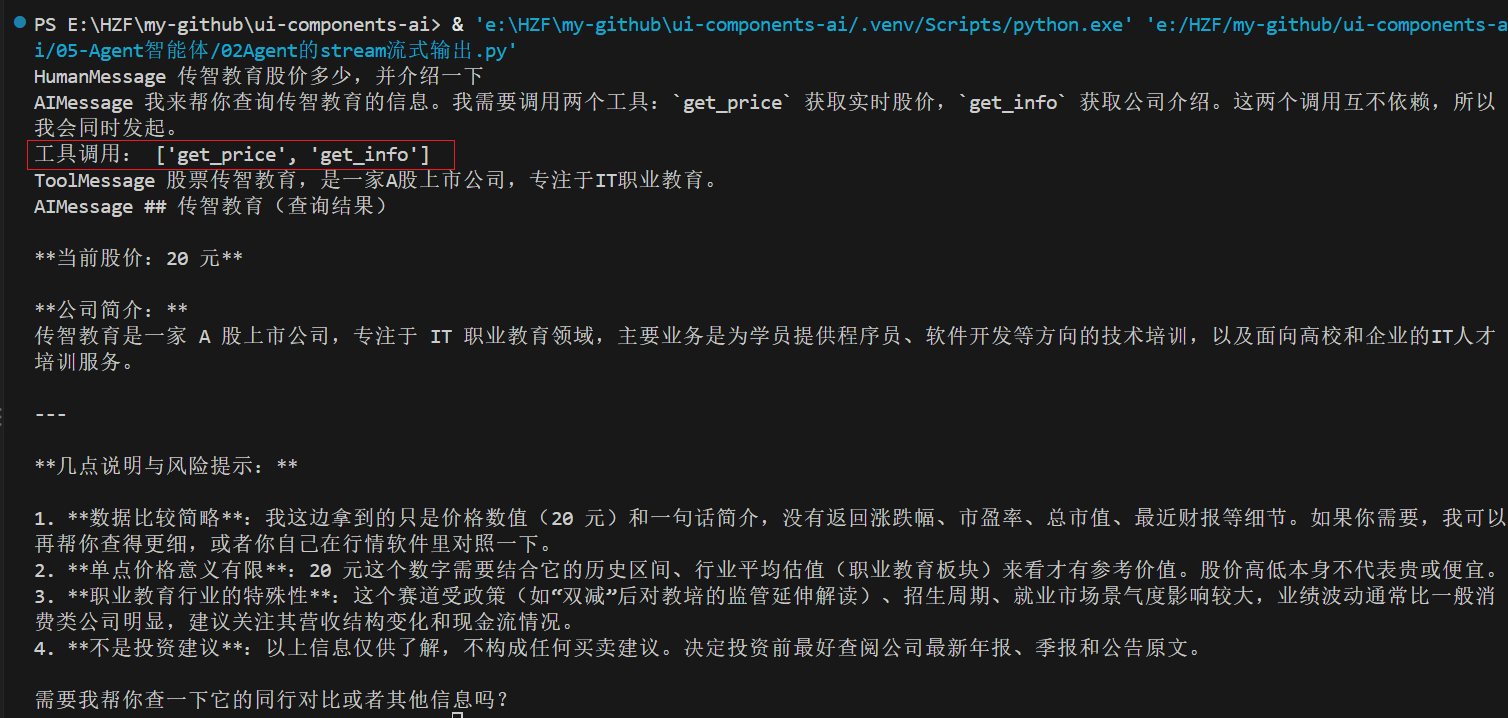 PS E:\HZF\my-github\ui-components-ai> & 'e:\HZF\my-github\ui-components-ai/.venv/Scripts/python.exe' 'e:/HZF/my-github/ui-components-a
i/05-Agent智能体/02Agent的stream流式输出.py'
HumanMessage 传智教育股价多少，并介绍一下
AIMessage 我来帮你查询传智教育的信息。我需要调用两个工具：`get_price` 获取实时股价，`get_info` 获取公司介绍。这两个调用互不依赖，所以
我会同时发起。
工具调用： ['get_price', 'get_info']
ToolMessage 股票传智教育，是一家A股上市公司，专注于IT职业教育。
AIMessage ## 传智教育（查询结果）
**当前股价：20 元**
**公司简介：**
传智教育是一家 A 股上市公司，专注于 IT 职业教育领域，主要业务是为学员提供程序员、软件开发等方向的技术培训，以及面向高校和企业的IT人才
培训服务。
---
**几点说明与风险提示：**
1. **数据比较简略**：我这边拿到的只是价格数值（20 元）和一句话简介，没有返回涨跌幅、市盈率、总市值、最近财报等细节。如果你需要，我可以
再帮你查得更细，或者你自己在行情软件里对照一下。
2. **单点价格意义有限**：20 元这个数字需要结合它的历史区间、行业平均估值（职业教育板块）来看才有参考价值。股价高低本身不代表贵或便宜。
3. **职业教育行业的特殊性**：这个赛道受政策（如“双减”后对教培的监管延伸解读）、招生周期、就业市场景气度影响较大，业绩波动通常比一般消
费类公司明显，建议关注其营收结构变化和现金流情况。
4. **不是投资建议**：以上信息仅供了解，不构成任何买卖建议。决定投资前最好查阅公司最新年报、季报和公告原文。
需要我帮你查一下它的同行对比或者其他信息吗？